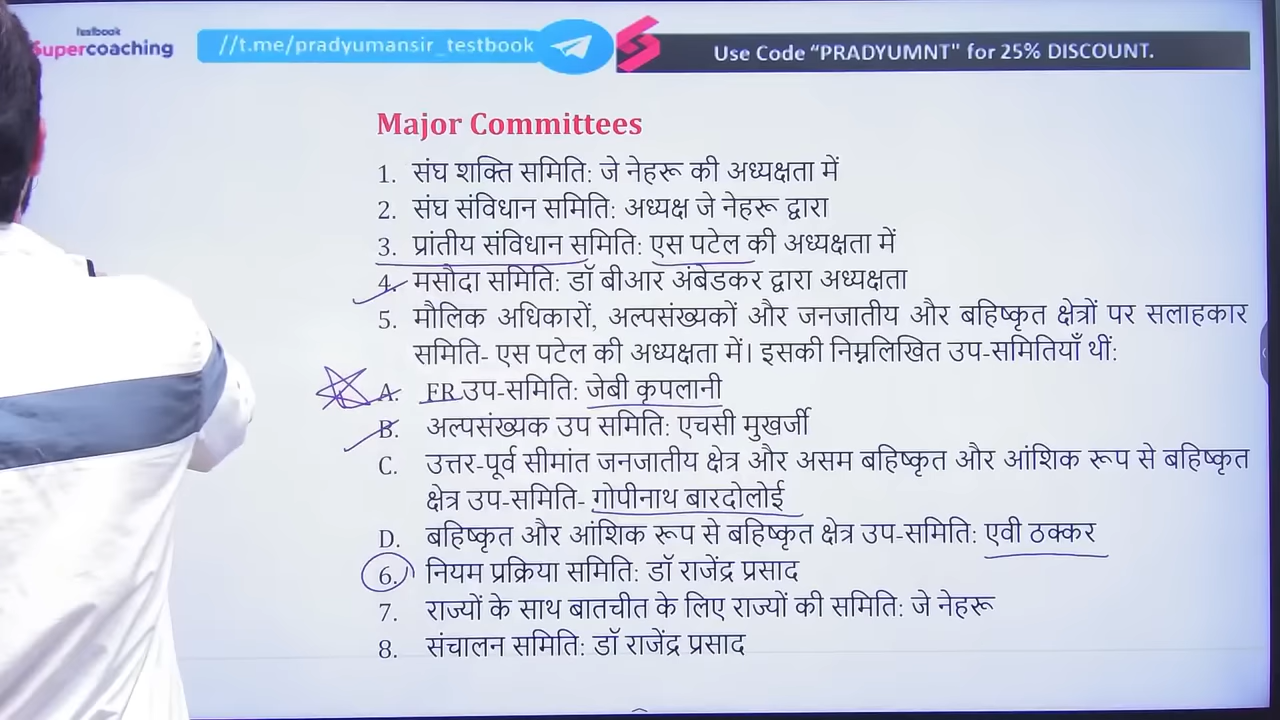 testbook
Supercoaching
//t.me/pradyumansir_testbook
Use Code “PRADYUMNT" for 25% DISCOUNT.
Major Committees
1. संघ शक्ति समिति: जे नेहरू की अध्यक्षता में
2. संघ संविधान समिति: अध्यक्ष जे नेहरू द्वारा
3. प्रांतीय संविधान समिति: एस पटेल की अध्यक्षता में
4. मसौदा समिति: डॉ बीआर अंबेडकर द्वारा अध्यक्षता
5. मौलिक अधिकारों, अल्पसंख्यकों और जनजातीय और बहिष्कृत क्षेत्रों पर सलाहकार
समिति- एस पटेल की अध्यक्षता में। इसकी निम्नलिखित उप-समितियाँ थीं:
A. FR उप-समिति: जेबी कृपलानी
B. अल्पसंख्यक उप समिति: एचसी मुखर्जी
C. उत्तर-पूर्व सीमांत जनजातीय क्षेत्र और असम बहिष्कृत और आंशिक रूप से बहिष्कृत
क्षेत्र उप-समिति- गोपीनाथ बारदोलोई
D. बहिष्कृत और आंशिक रूप से बहिष्कृत क्षेत्र उप-समिति: एवी ठक्कर
6. नियम प्रक्रिया समिति: डॉ राजेंद्र प्रसाद
7. राज्यों के साथ बातचीत के लिए राज्यों की समिति: जे नेहरू
8. संचालन समिति: डॉ राजेंद्र प्रसाद